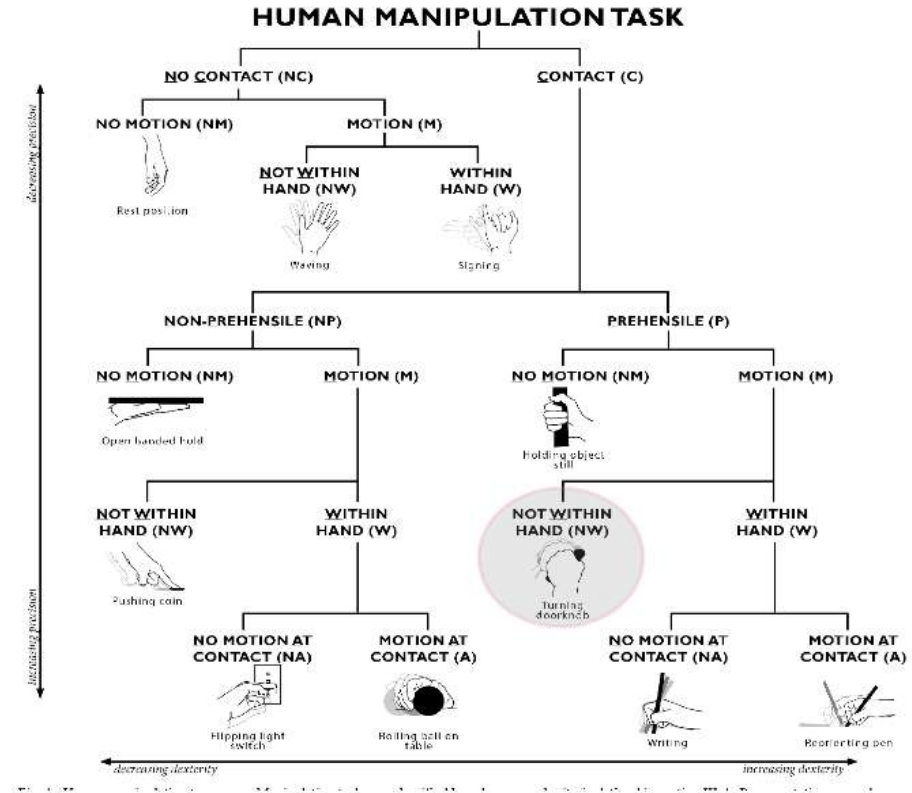 HUMAN MANIPULATION TASK
NO CONTACT (NC)
CONTACT (C)
decreasing precision
NO MOTION (NM)
MOTION (M)
Rest position
NOT WITHIN
HAND (NW)
WITHIN
HAND (W)
Waving
Signing
NON-PREHENSILE (NP)
PREHENSILE (P)
NO MOTION (NM)
MOTION (M)
NO MOTION (NM)
MOTION (M)
Open handed hold
Holding object
still
NOT WITHIN
HAND (NW)
WITHIN
HAND (W)
NOT WITHIN
HAND (NW)
WITHIN
HAND (W)
Pushing coin
Turning
doorknob
increasing precision
NO MOTION AT
CONTACT (NA)
MOTION AT
CONTACT (A)
NO MOTION AT
CONTACT (NA)
MOTION AT
CONTACT (A)
Flipping light
switch
Rolling ball on
table
Writing
Reorienting pen
decreasing dexterity
increasing dexterity